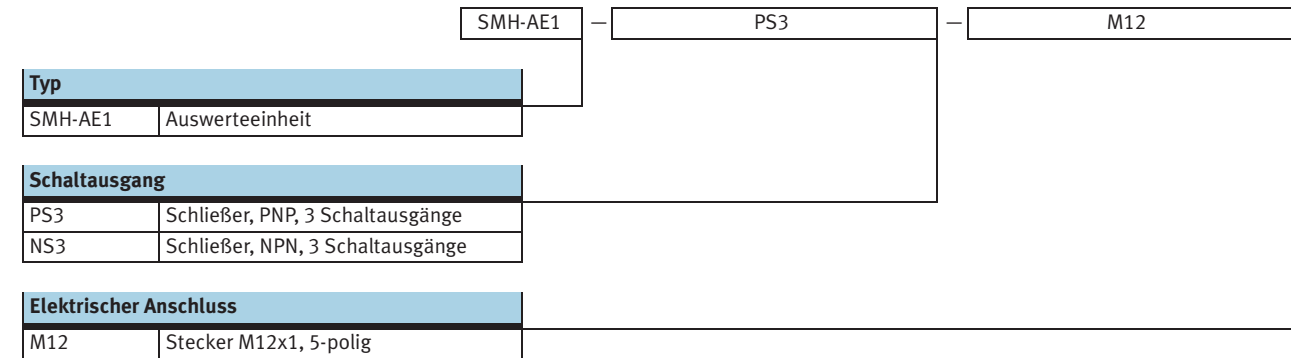 SMH-AE1 — PS3 — M12
Typ
SMH-AE1 Auswerteeinheit
Schaltausgang
PS3 Schließer, PNP, 3 Schaltausgänge
NS3 Schließer, NPN, 3 Schaltausgänge
Elektrischer Anschluss
M12 Stecker M12x1, 5-polig